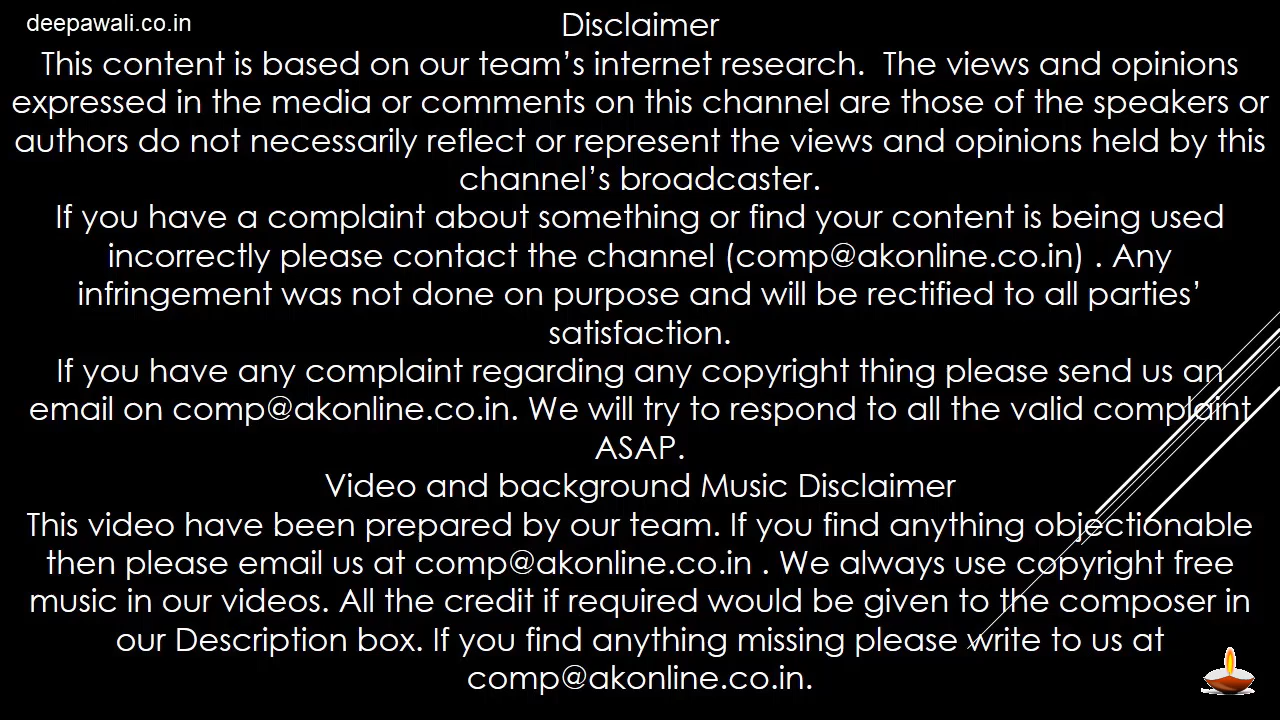 deepawali.co.in
Disclaimer
This content is based on our team’s internet research.  The views and opinions
expressed in the media or comments on this channel are those of the speakers or
authors do not necessarily reflect or represent the views and opinions held by this
channel’s broadcaster.
If you have a complaint about something or find your content is being used
incorrectly please contact the channel (comp@akonline.co.in) . Any
infringement was not done on purpose and will be rectified to all parties’
satisfaction.
If you have any complaint regarding any copyright thing please send us an
email on comp@akonline.co.in. We will try to respond to all the valid complaint
ASAP.
Video and background Music Disclaimer
This video have been prepared by our team. If you find anything objectionable
then please email us at comp@akonline.co.in . We always use copyright free
music in our videos. All the credit if required would be given to the composer in
our Description box. If you find anything missing please write to us at
comp@akonline.co.in.